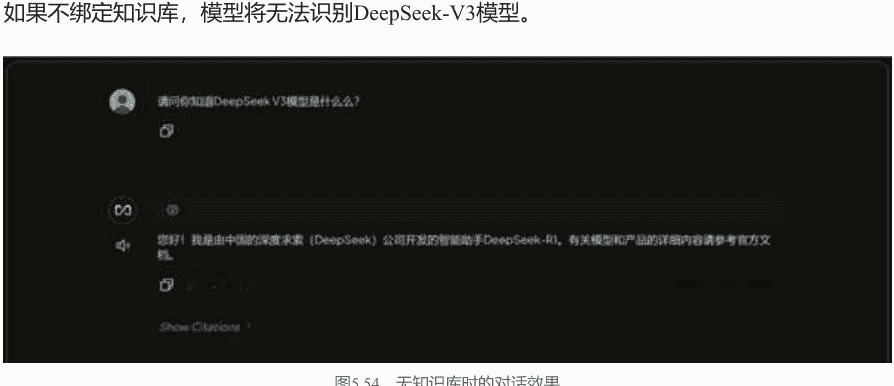 如果不绑定知识库，模型将无法识别DeepSeek-V3模型。
请问你知道DeepSeek V3模型是什么么？
您好！我是由中国的深度求索（DeepSeek）公司开发的智能助手DeepSeek-R1。有关模型和产品的详细内容请参考官方文
档。
Show Citations
图5.54 无知识库时的对话效果